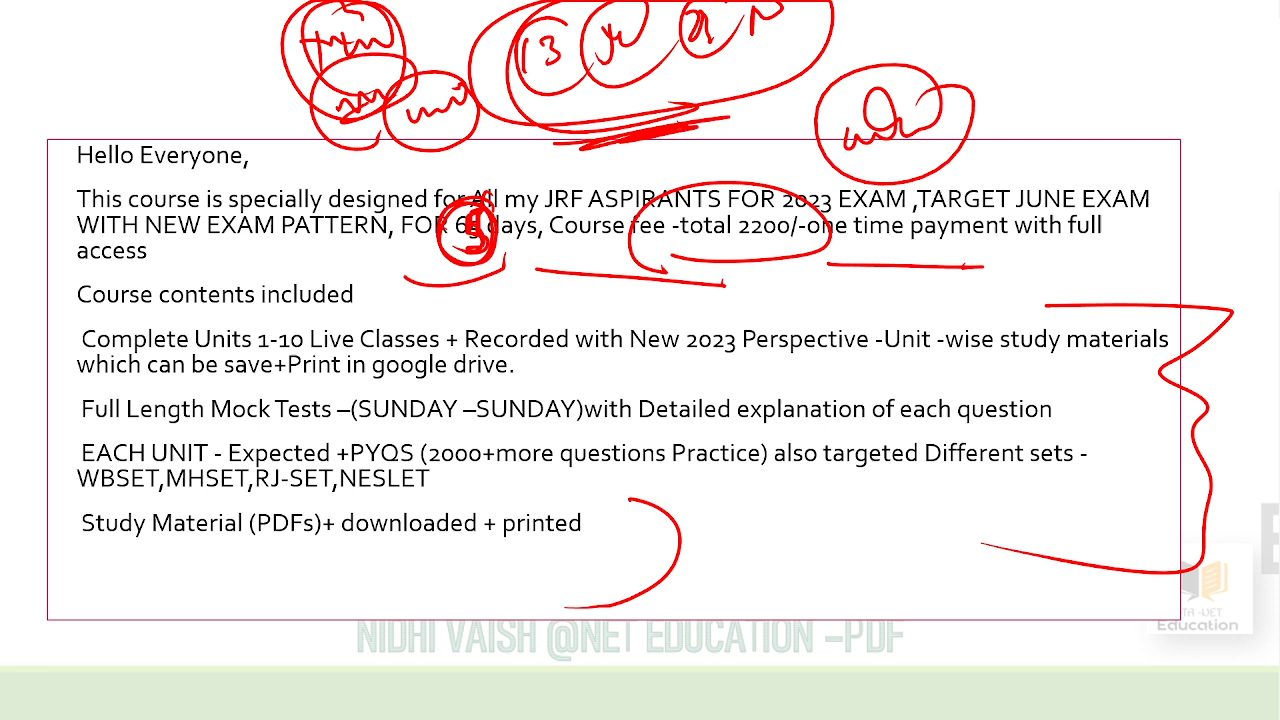 13
Hello Everyone,
This course is specially designed for All my JRF ASPIRANTS FOR 2023 EXAM ,TARGET JUNE EXAM
WITH NEW EXAM PATTERN, FOR days, Course fee -total 2200/-one time payment with full
access
Course contents included
Complete Units 1-10 Live Classes + Recorded with New 2023 Perspective -Unit -wise study materials
which can be save+Print in google drive.
Full Length Mock Tests –(SUNDAY –SUNDAY)with Detailed explanation of each question
EACH UNIT - Expected +PYQS (2000+more questions Practice) also targeted Different sets -
WBSET,MHSET,RJ-SET,NESLET
Study Material (PDFs)+ downloaded + printed
Education
NIDHI VAISH @NET EDUCATION –PDF